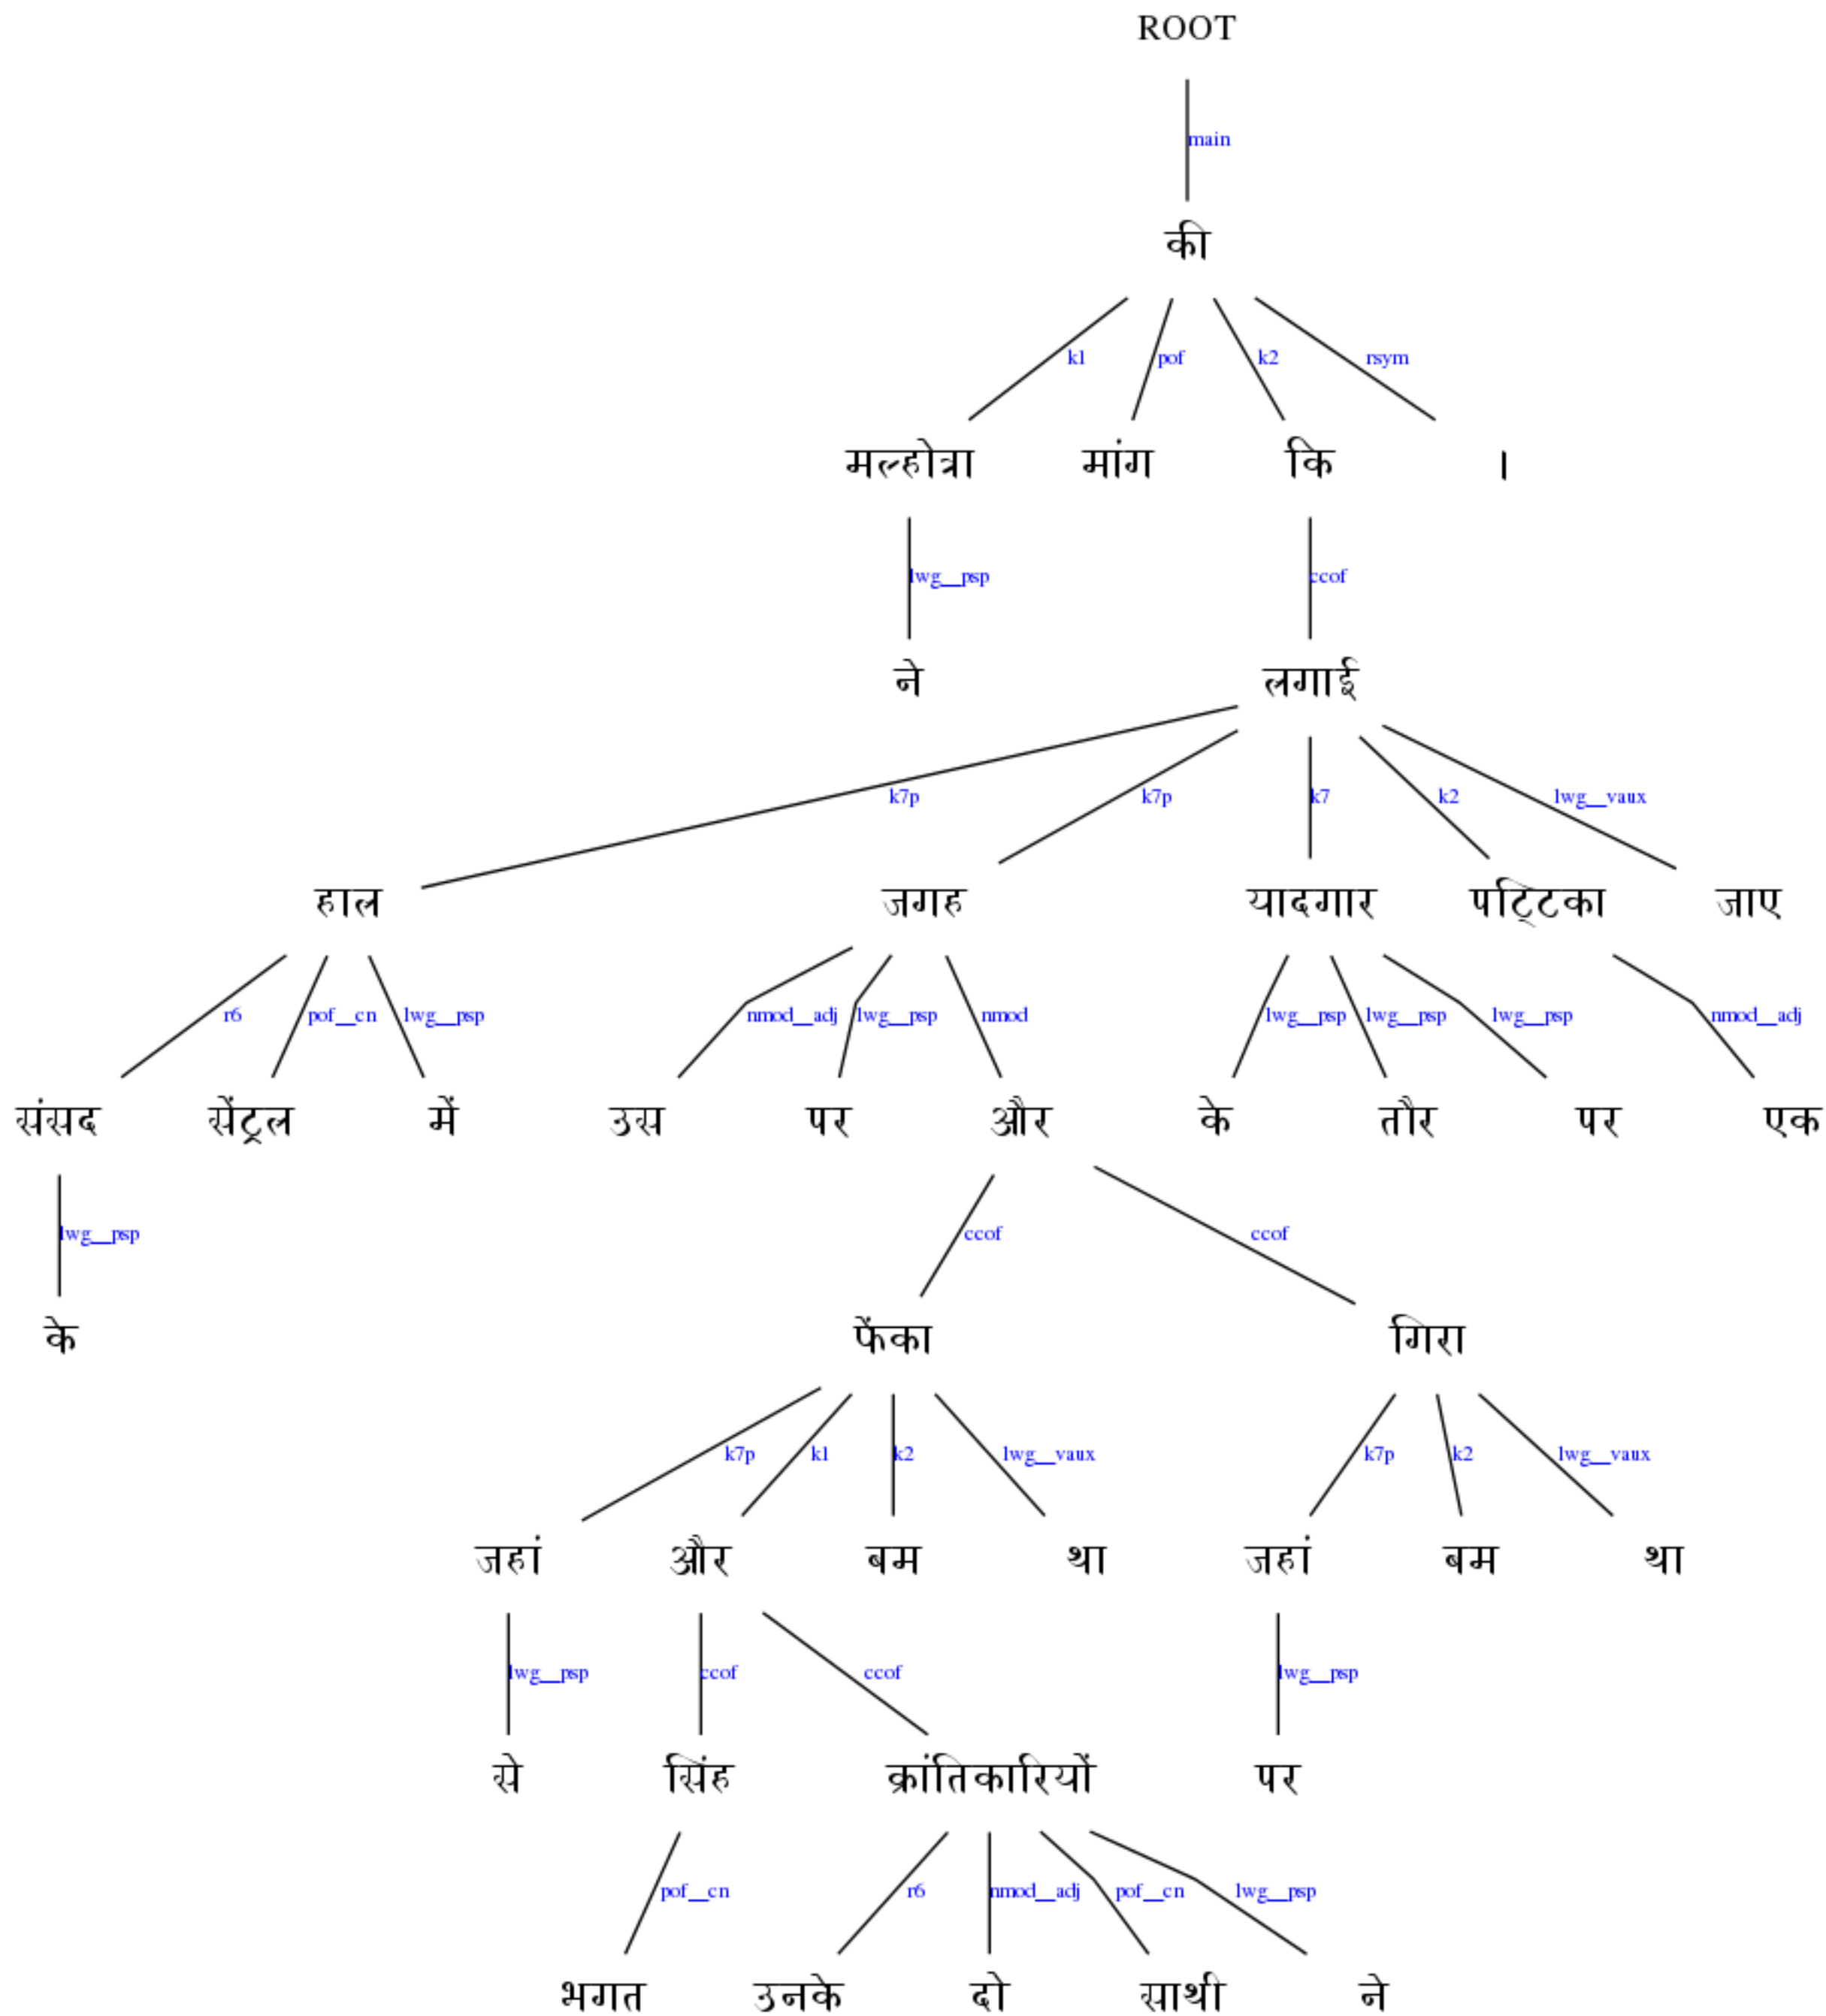 ROOT
main
की
k1 pof k2 rsym
मल्होत्रा मांग कि ।
lwg__psp ccof
ने लगाई
k7p k7p k7 k2 lwg__vaux
हाल जगह यादगार पट्टिका जाए
r6 pof__cn lwg__psp nmod__adj lwg__psp nmod lwg__psp lwg__psp lwg__psp nmod__adj
संसद सेंट्रल में उस पर और के तौर पर एक
lwg__psp ccof ccof
के फेंका गिरा
k7p k1 k2 lwg__vaux k7p k2 lwg__vaux
जहां और बम था जहां बम था
lwg__psp ccof ccof lwg__psp
से सिंह क्रांतिकारियों पर
pof__cn r6 nmod__adj pof__cn lwg__psp
भगत उनके दो साथी ने